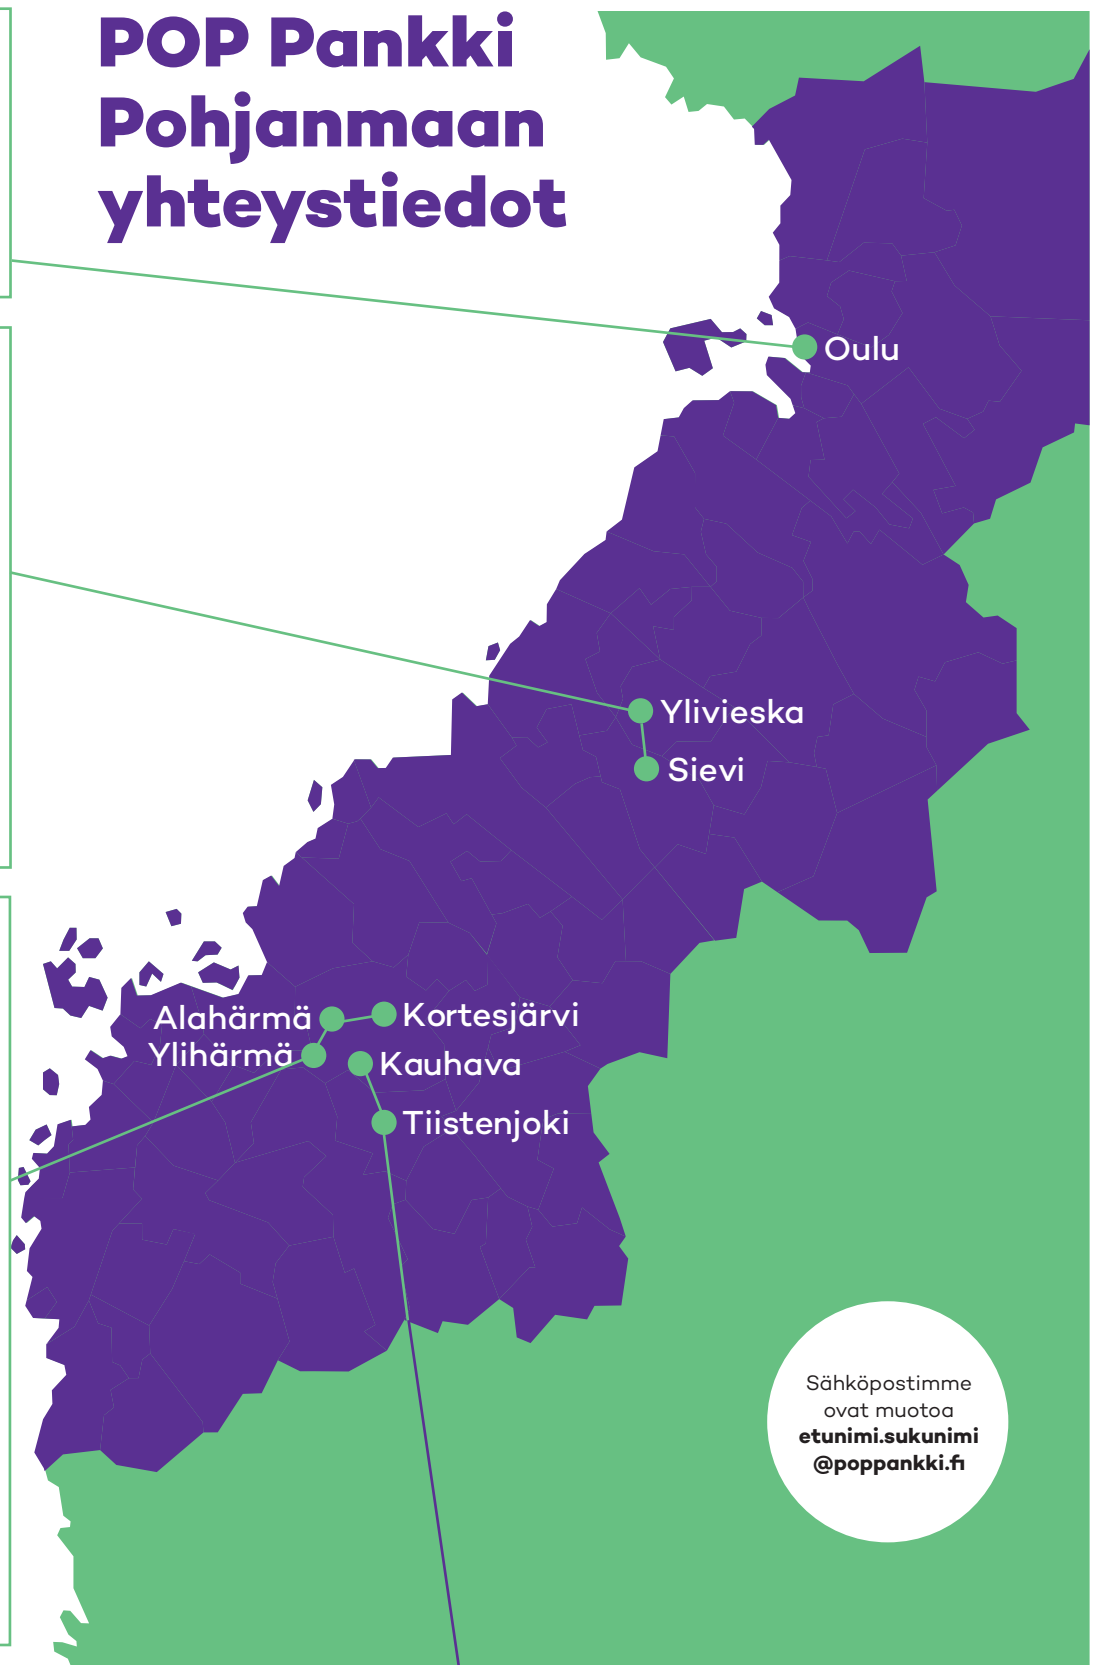 POP Pankki
Pohjanmaan
yhteystiedot
Oulu
Ylivieska
Sievi
Alahärmä
Kortesjärvi
Ylihärmä
Kauhava
Tiistenjoki
Sähköpostimme
ovat muotoa
etunimi.sukunimi
@poppankki.fi